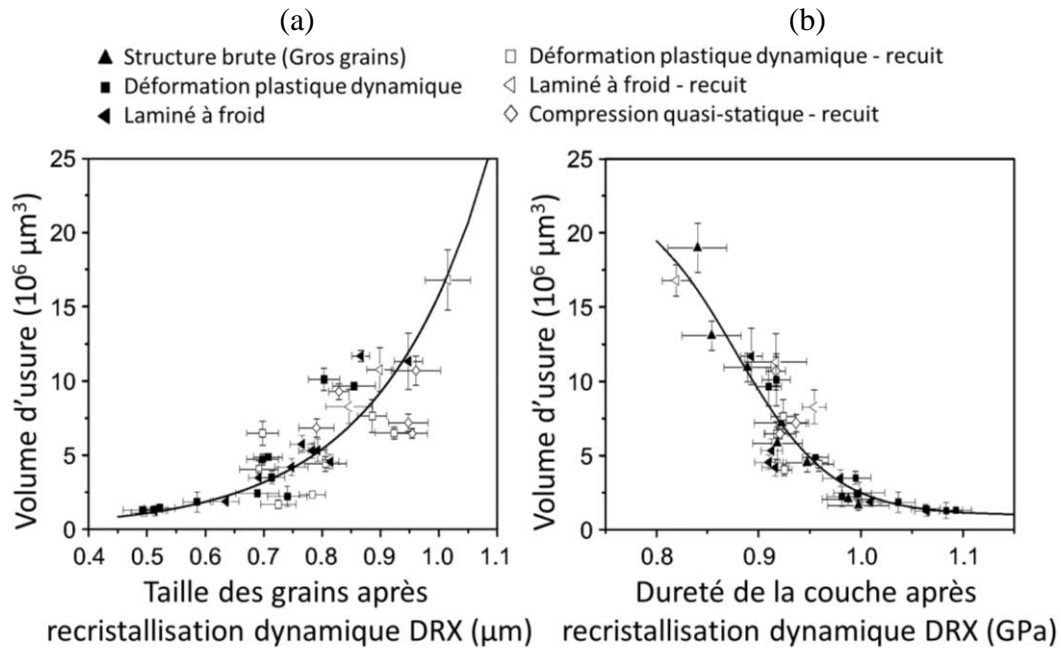 (a)
(b)
Structure brute (Gros grains)
Déformation plastique dynamique
Laminé à froid
Déformation plastique dynamique - recuit
Laminé à froid - recuit
Compression quasi-statique - recuit
Volume d'usure (10⁶ µm³)
25
20
15
10
5
0
0.4 0.5 0.6 0.7 0.8 0.9 1.0 1.1
Taille des grains après
recristallisation dynamique DRX (µm)
Volume d'usure (10⁶ µm³)
25
20
15
10
5
0
0.8 0.9 1.0 1.1
Dureté de la couche après
recristallisation dynamique DRX (GPa)